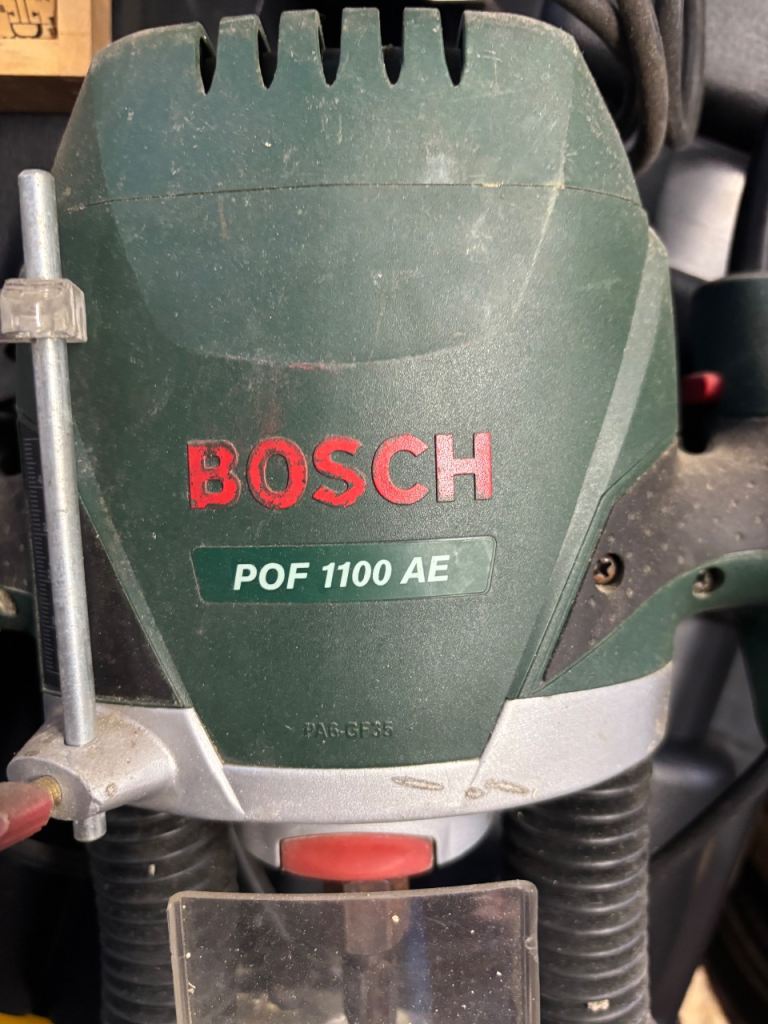 BOSCH
POF 1100 AE
PA6-GF35